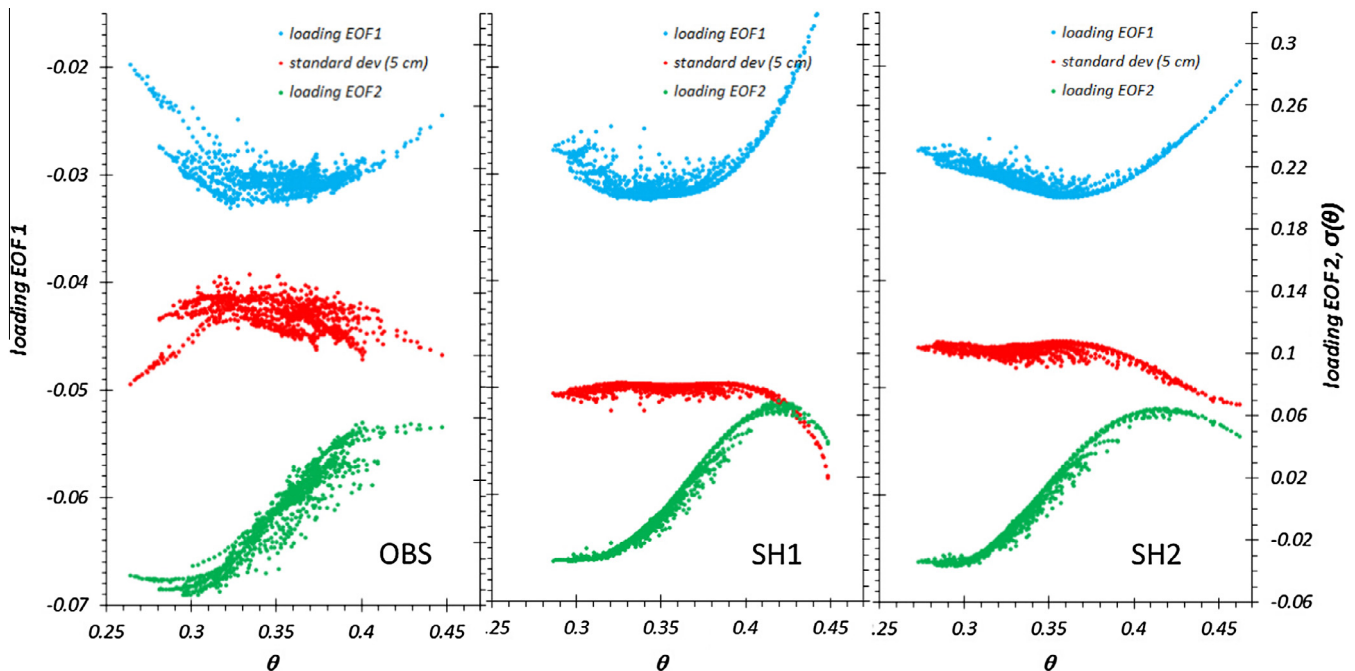 loading EOF1
-0.02
-0.03
-0.04
-0.05
-0.06
-0.07
loading EOF1
standard dev (5 cm)
loading EOF2
OBS
0.25 0.3 0.35 0.4 0.45
θ
loading EOF1
standard dev (5 cm)
loading EOF2
SH1
.25 0.3 0.35 0.4 0.45
θ
loading EOF1
standard dev (5 cm)
loading EOF2
SH2
.25 0.3 0.35 0.4 0.45
θ
0.3
0.26
0.22
0.18
0.14
0.1
0.06
0.02
-0.02
-0.06
loading EOF2, σ(θ)